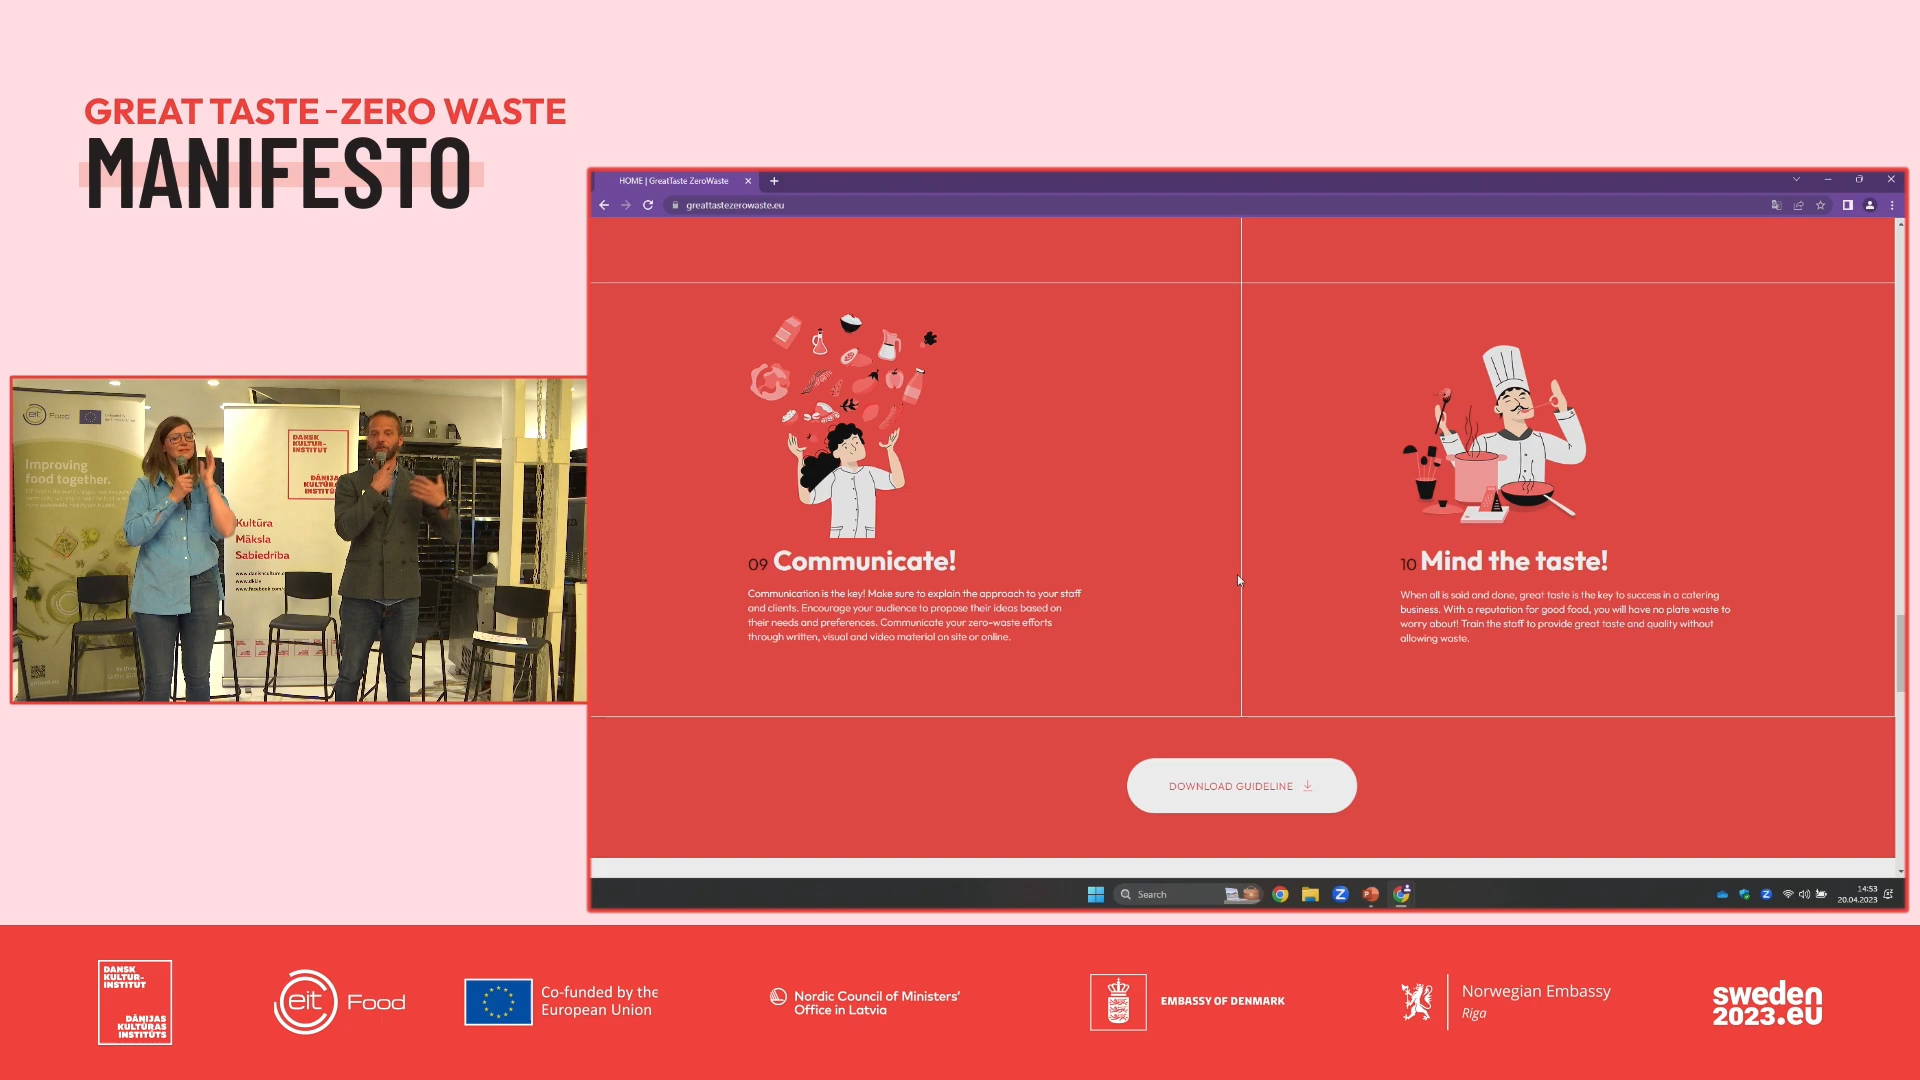 GREAT TASTE - ZERO WASTE
MANIFESTO
HOME | GreatTaste ZeroWaste
greattastezerowaste.eu
eit Food
Improving
food together.
DANSK
KULTUR-
INSTITUT
DĀNIJAS
KULTŪRAS
INSTITŪTS
Kultūra
Māksla
Sabiedrība
09 Communicate!
Communication is the key! Make sure to explain the approach to your staff
and clients. Encourage your audience to propose their ideas based on
their needs and preferences. Communicate your zero-waste efforts
through written, visual and video material on site or online.
10 Mind the taste!
When all is said and done, great taste is the key to success in a catering
business. With a reputation for good food, you will have no plate waste to
worry about! Train the staff to provide great taste and quality without
allowing waste.
DOWNLOAD GUIDELINE
Search
14:53
20.04.2023
DANSK
KULTUR-
INSTITUT
DĀNIJAS
KULTŪRAS
INSTITŪTS
eit Food
Co-funded by the
European Union
Nordic Council of Ministers'
Office in Latvia
EMBASSY OF DENMARK
Norwegian Embassy
Riga
sweden
2023.eu